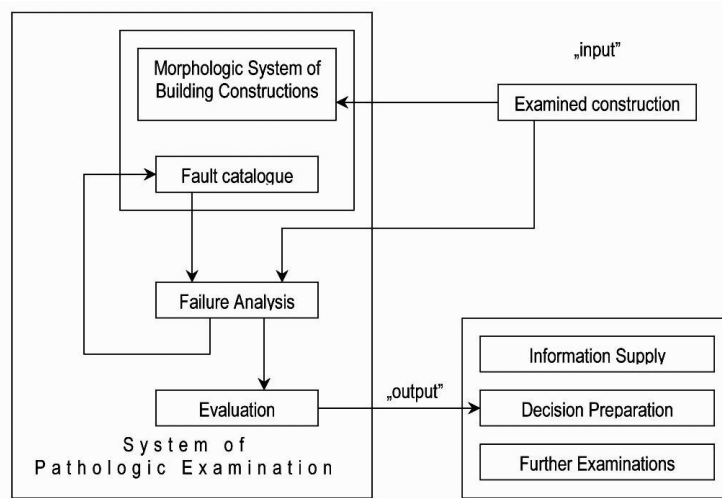 Morphologic System of
Building Constructions
„input”
Examined construction
Fault catalogue
Failure Analysis
Evaluation
„output”
Information Supply
Decision Preparation
Further Examinations
System of
Pathologic Examination